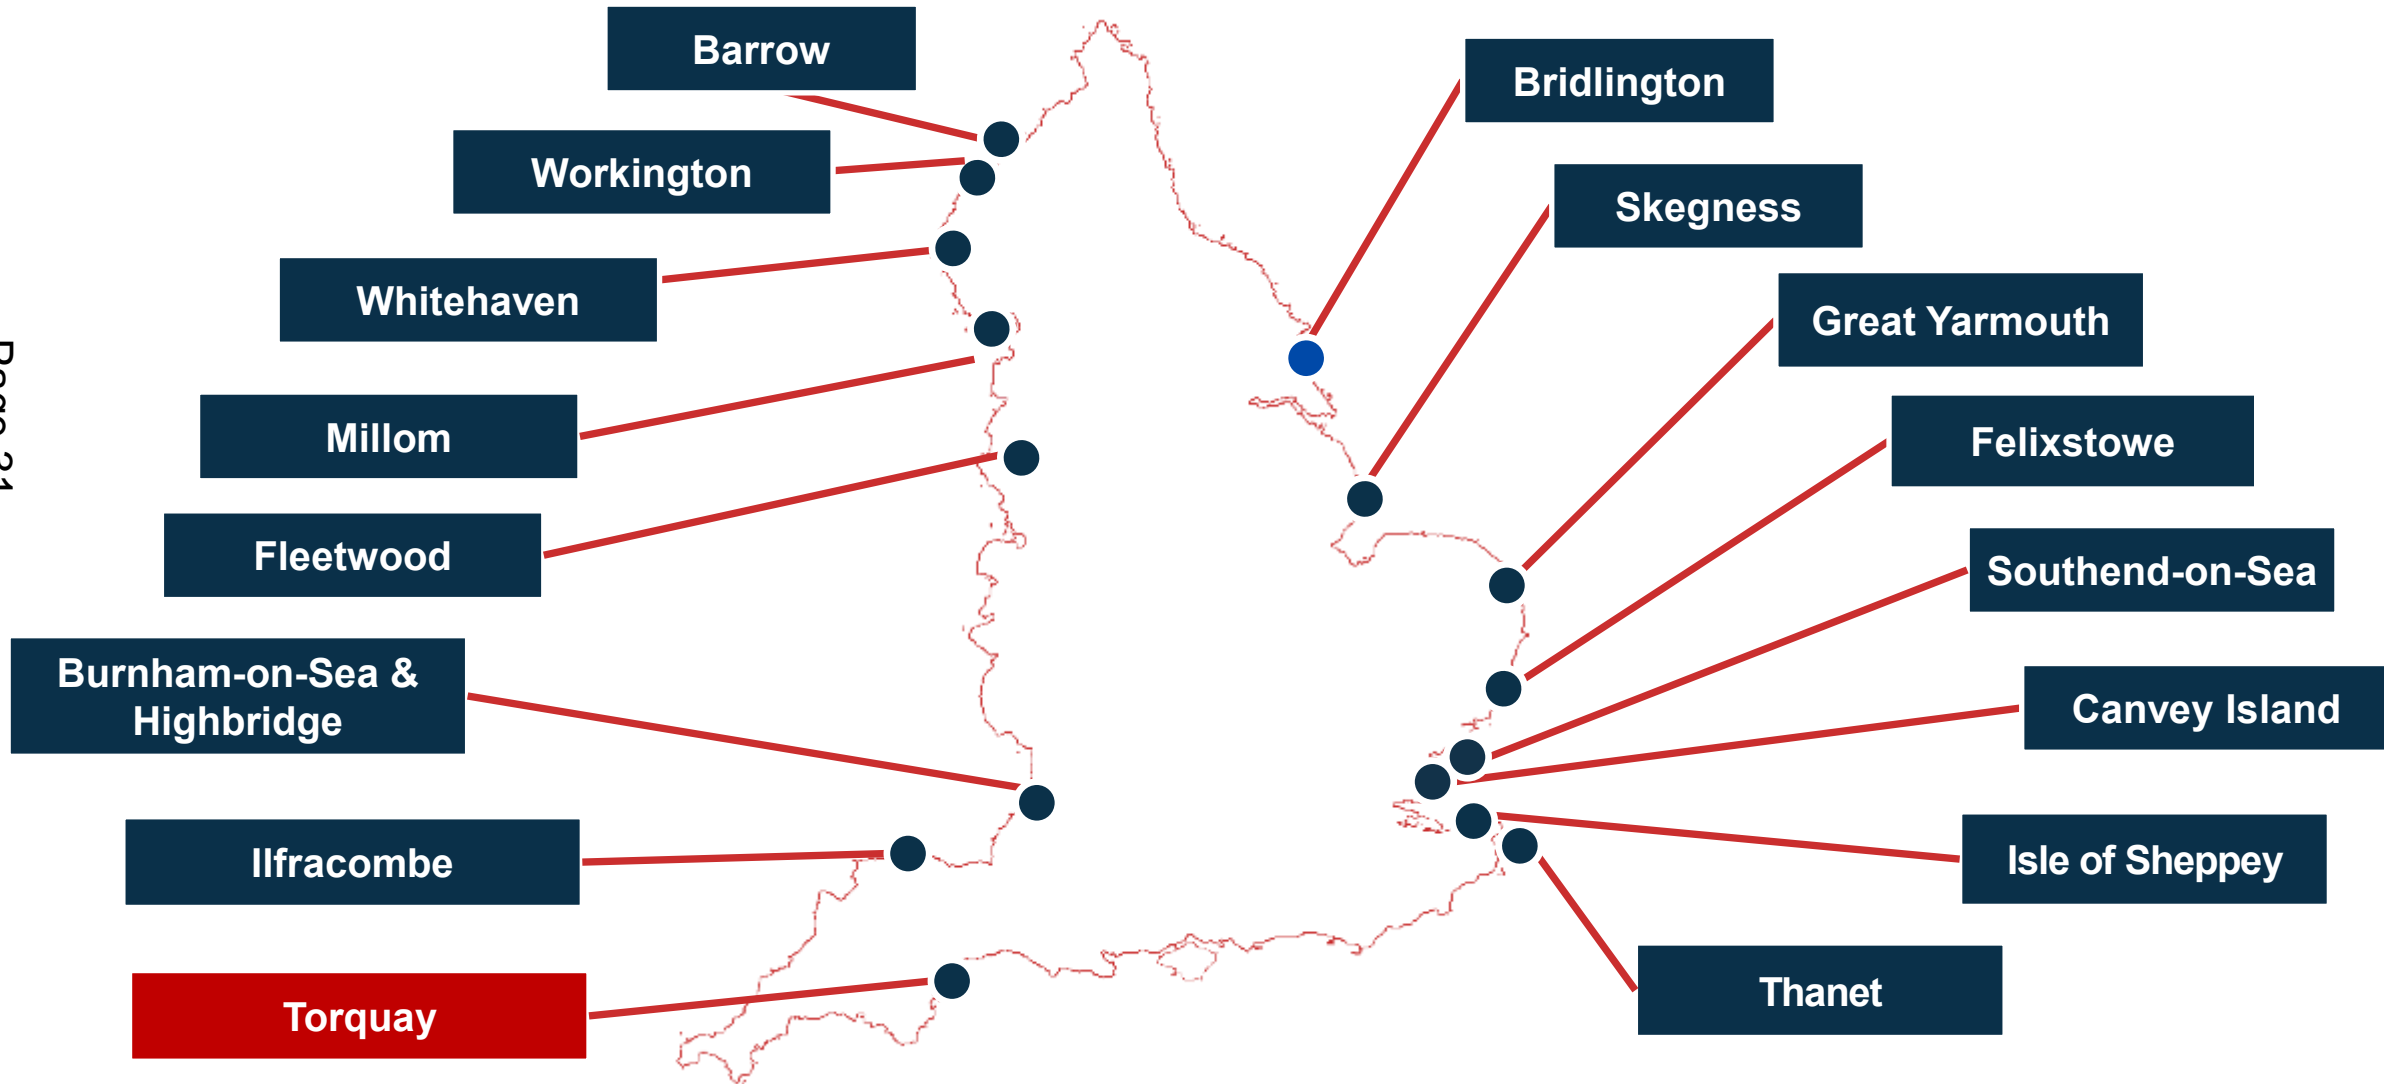 Barrow
Workington
Whitehaven
Millom
Fleetwood
Burnham-on-Sea &
Highbridge
Ilfracombe
Torquay
Bridlington
Skegness
Great Yarmouth
Felixstowe
Southend-on-Sea
Canvey Island
Isle of Sheppey
Thanet